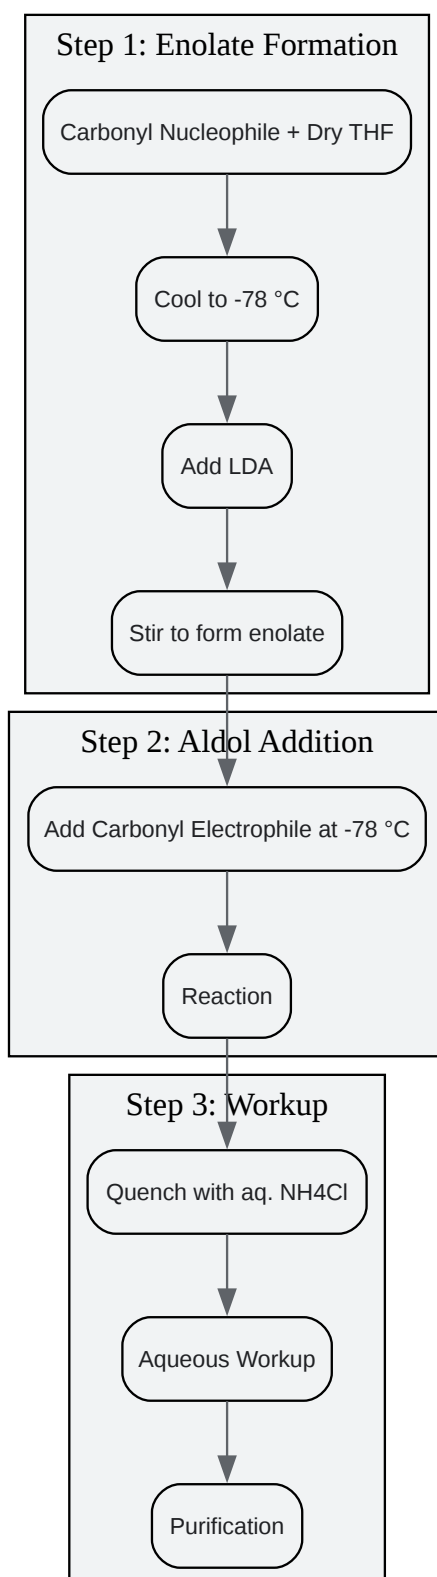 Step 1: Enolate Formation
Carbonyl Nucleophile + Dry THF
Cool to -78 °C
Add LDA
Stir to form enolate
Step 2: Aldol Addition
Add Carbonyl Electrophile at -78 °C
Reaction
Step 3: Workup
Quench with aq. NH4Cl
Aqueous Workup
Purification